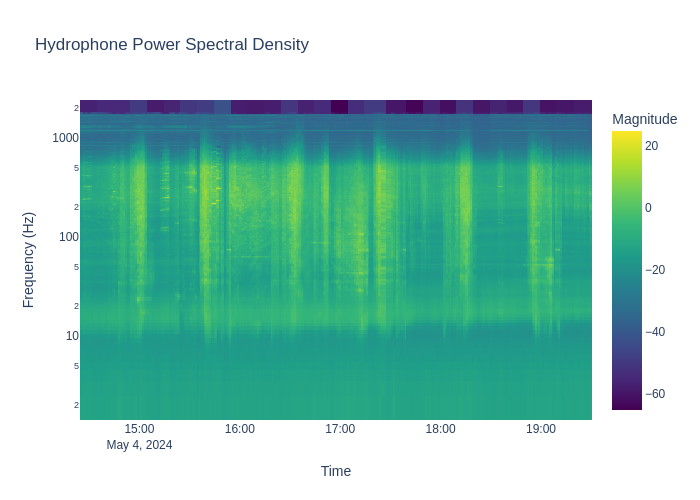 Hydrophone Power Spectral Density
Magnitude
20
0
−20
−40
−60
2
1000
5
2
100
5
2
10
5
2
Frequency (Hz)
15:00 16:00 17:00 18:00 19:00
May 4, 2024
Time